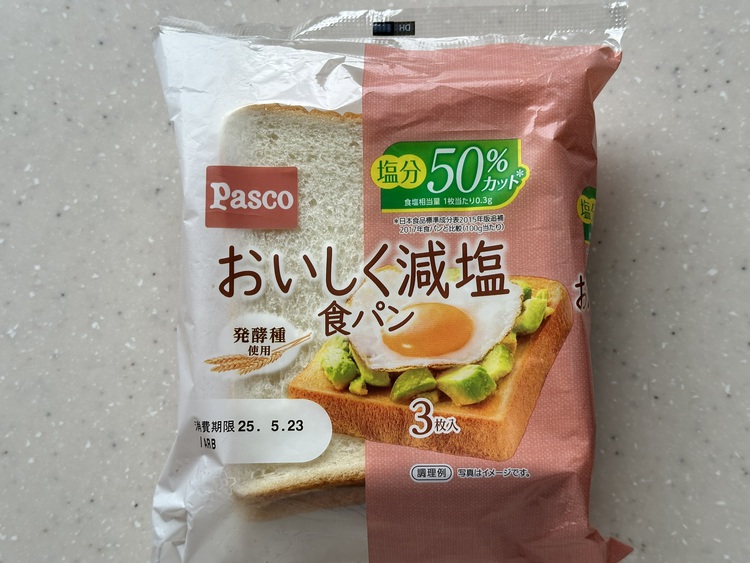 DH
Pasco
塩分50%カット*
食塩相当量 1枚当たり0.3g
*日本食品標準成分表2015年版追補
2017年食パンと比較(100g当たり)
おいしく減塩
食パン
発酵種
使用
消費期限 25. 5.23
/ARB
3枚入
調理例 写真はイメージです。
塩
お